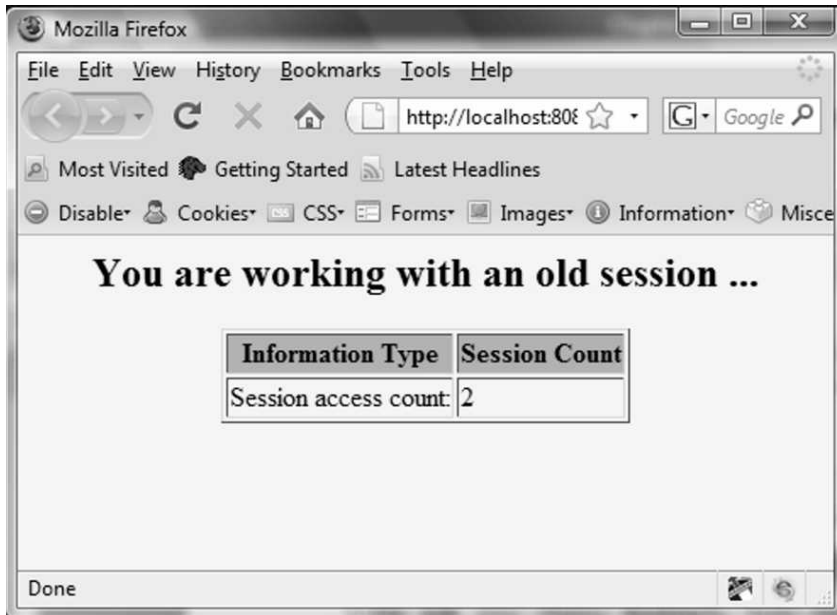 Mozilla Firefox
File Edit View History Bookmarks Tools Help
http://localhost:808 G Google
Most Visited Getting Started Latest Headlines
Disable Cookies CSS Forms Images Information Misce
You are working with an old session ...
Information Type Session Count
Session access count: 2
Done